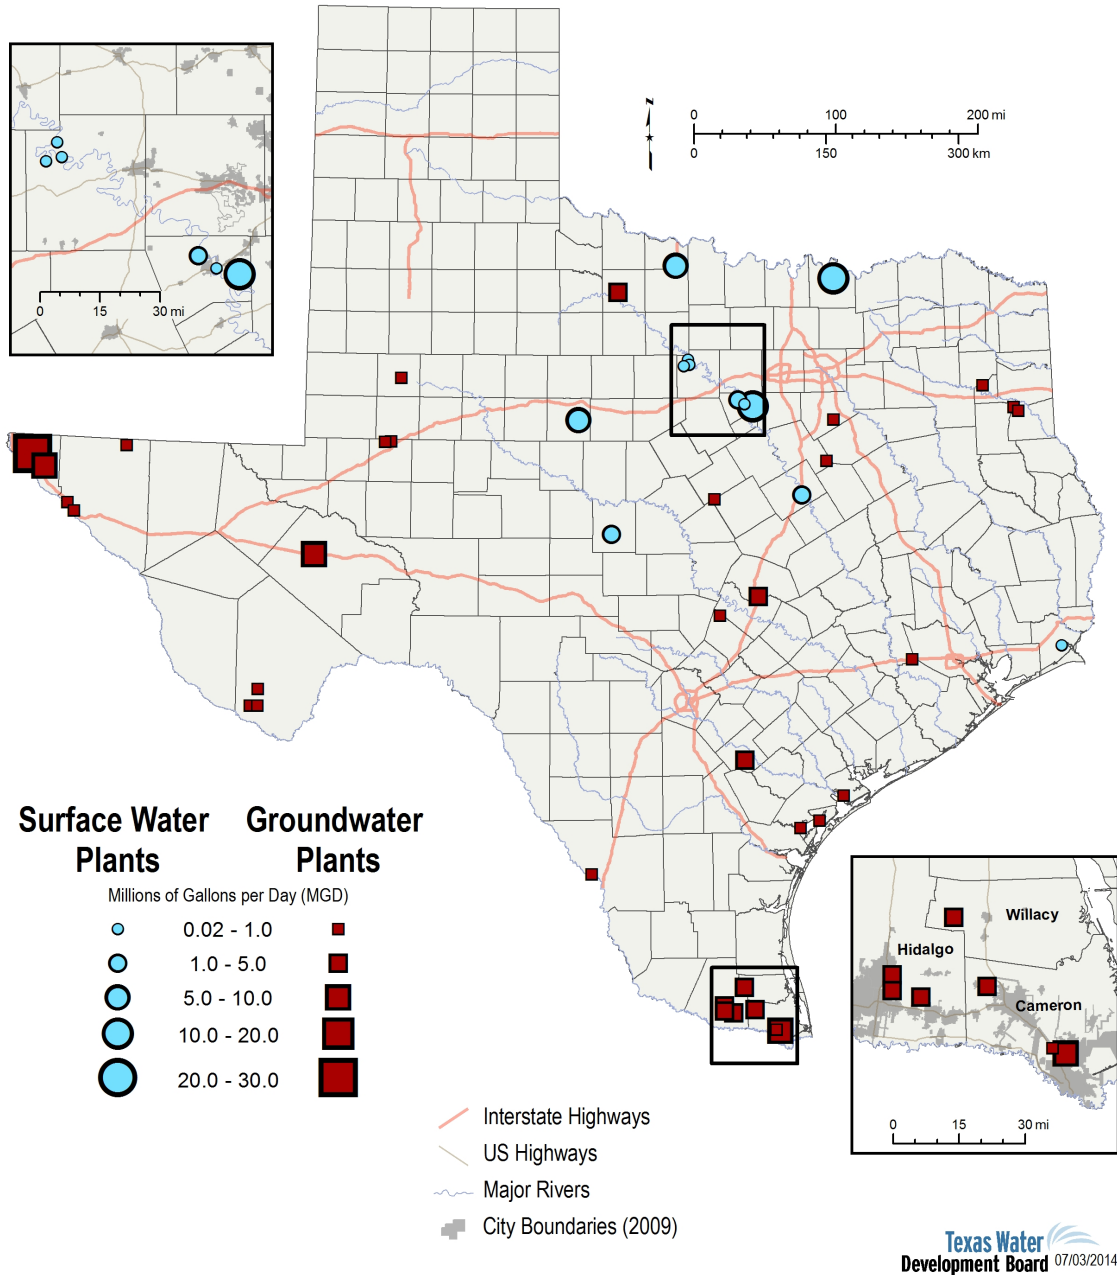 N
0 100 200 mi
0 150 300 km
0 15 30 mi
Surface Water Plants
Groundwater Plants
Millions of Gallons per Day (MGD)
0.02 - 1.0
1.0 - 5.0
5.0 - 10.0
10.0 - 20.0
20.0 - 30.0
Willacy
Hidalgo
Cameron
0 15 30 mi
Interstate Highways
US Highways
Major Rivers
City Boundaries (2009)
Texas Water
Development Board 07/03/2014